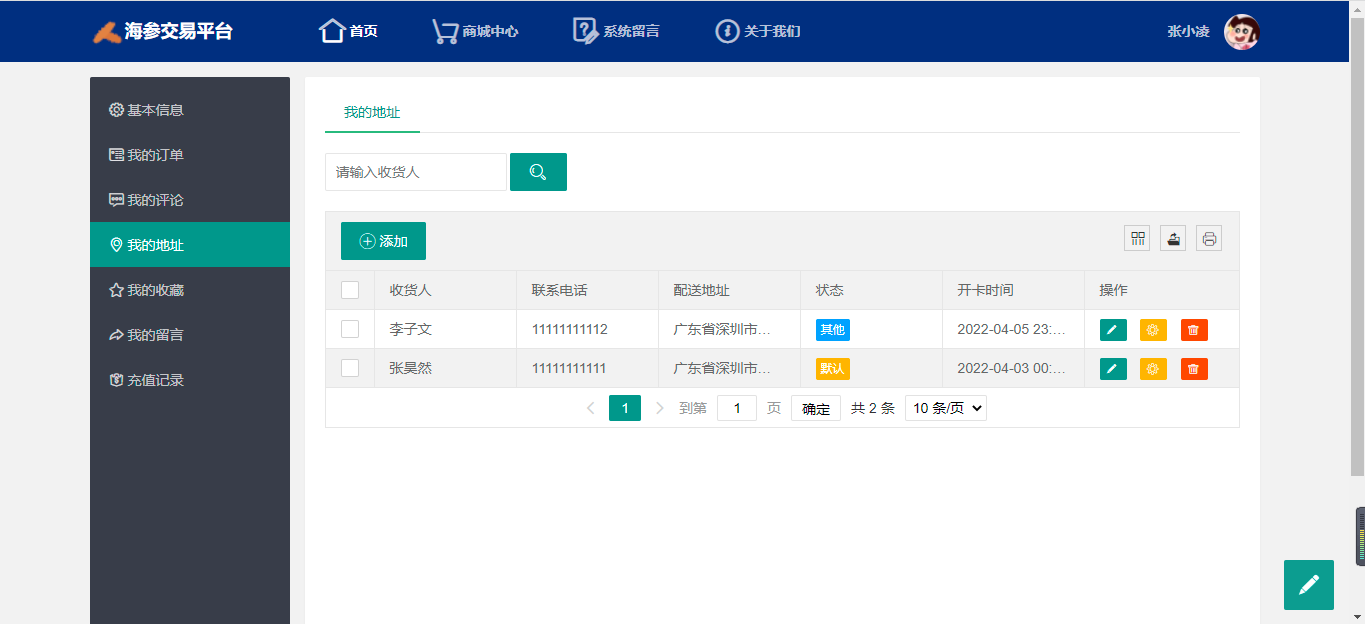 海参交易平台 首页 商城中心 系统留言 关于我们 张小凌
基本信息
我的订单
我的评论
我的地址
我的收藏
我的留言
充值记录
我的地址
请输入收货人
添加
收货人 联系电话 配送地址 状态 开卡时间 操作
李子文 11111111112 广东省深圳市... 其他 2022-04-05 23:...
张昊然 11111111111 广东省深圳市... 默认 2022-04-03 00:...
1 到第 1 页 确定 共 2 条 10 条/页